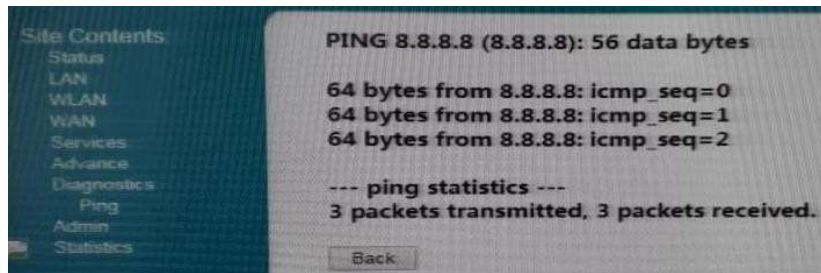 Site Contents:
Status
LAN
WLAN
WAN
Services
Advance
Diagnostics
Ping
Admin
Statistics
PING 8.8.8.8 (8.8.8.8): 56 data bytes
64 bytes from 8.8.8.8: icmp_seq=0
64 bytes from 8.8.8.8: icmp_seq=1
64 bytes from 8.8.8.8: icmp_seq=2
--- ping statistics ---
3 packets transmitted, 3 packets received.
Back